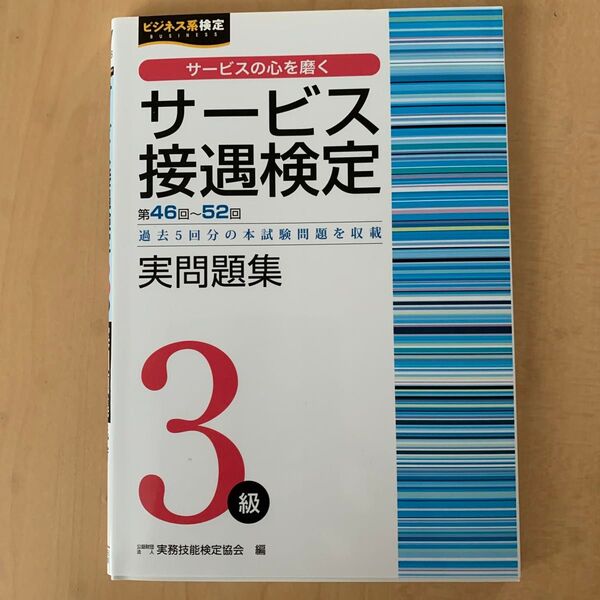 ビジネス系検定
BUSINESS
サービスの心を磨く
サービス
接遇検定
第46回~52回
過去5回分の本試験問題を収載
実問題集
3級
公益財団法人 実務技能検定協会 編